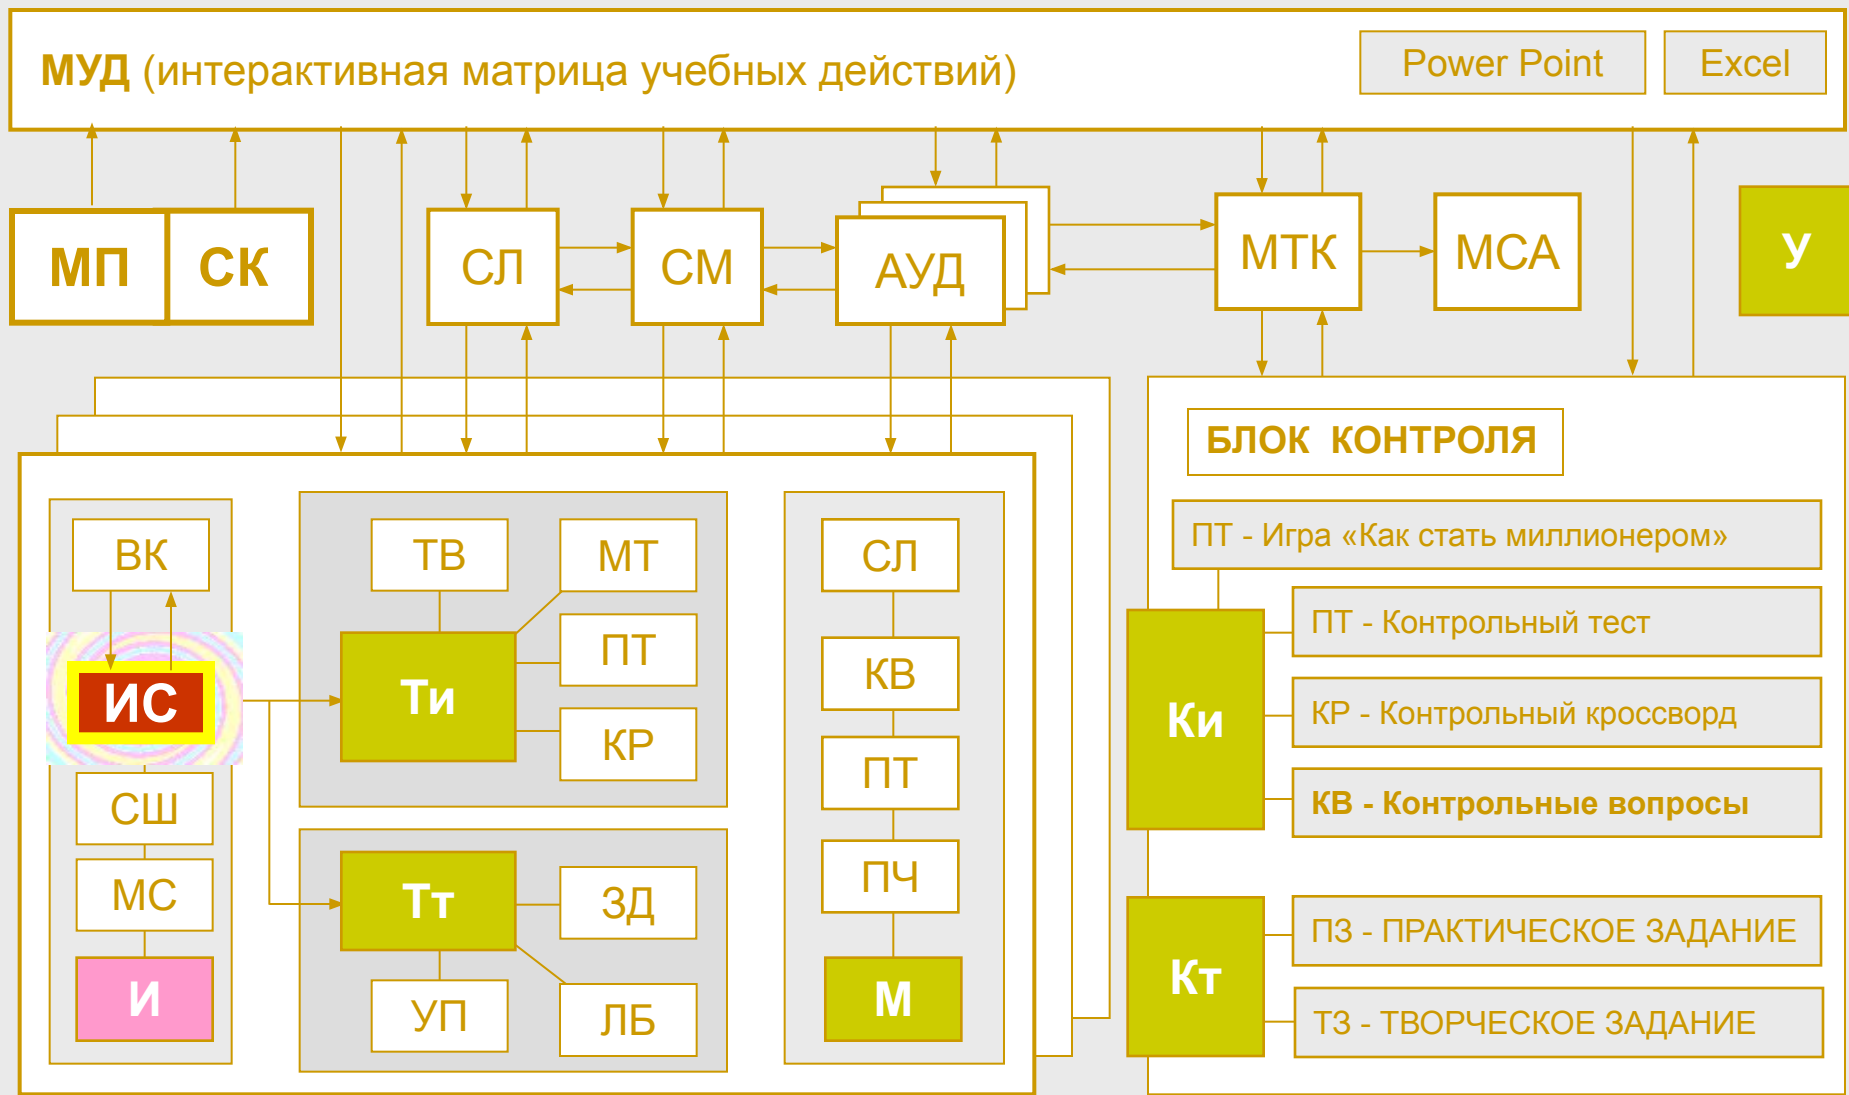 МУД (интерактивная матрица учебных действий)
Power Point
Excel
МП
СК
СЛ
СМ
АУД
МТК
МСА
У
БЛОК КОНТРОЛЯ
ВК
ИС
СШ
МС
И
ТВ
МТ
ПТ
КР
Ти
Тт
ЗД
УП
ЛБ
СЛ
КВ
ПТ
ПЧ
М
ПТ - Игра «Как стать миллионером»
Ки
ПТ - Контрольный тест
КР - Контрольный кроссворд
КВ - Контрольные вопросы
Кт
ПЗ - ПРАКТИЧЕСКОЕ ЗАДАНИЕ
ТЗ - ТВОРЧЕСКОЕ ЗАДАНИЕ